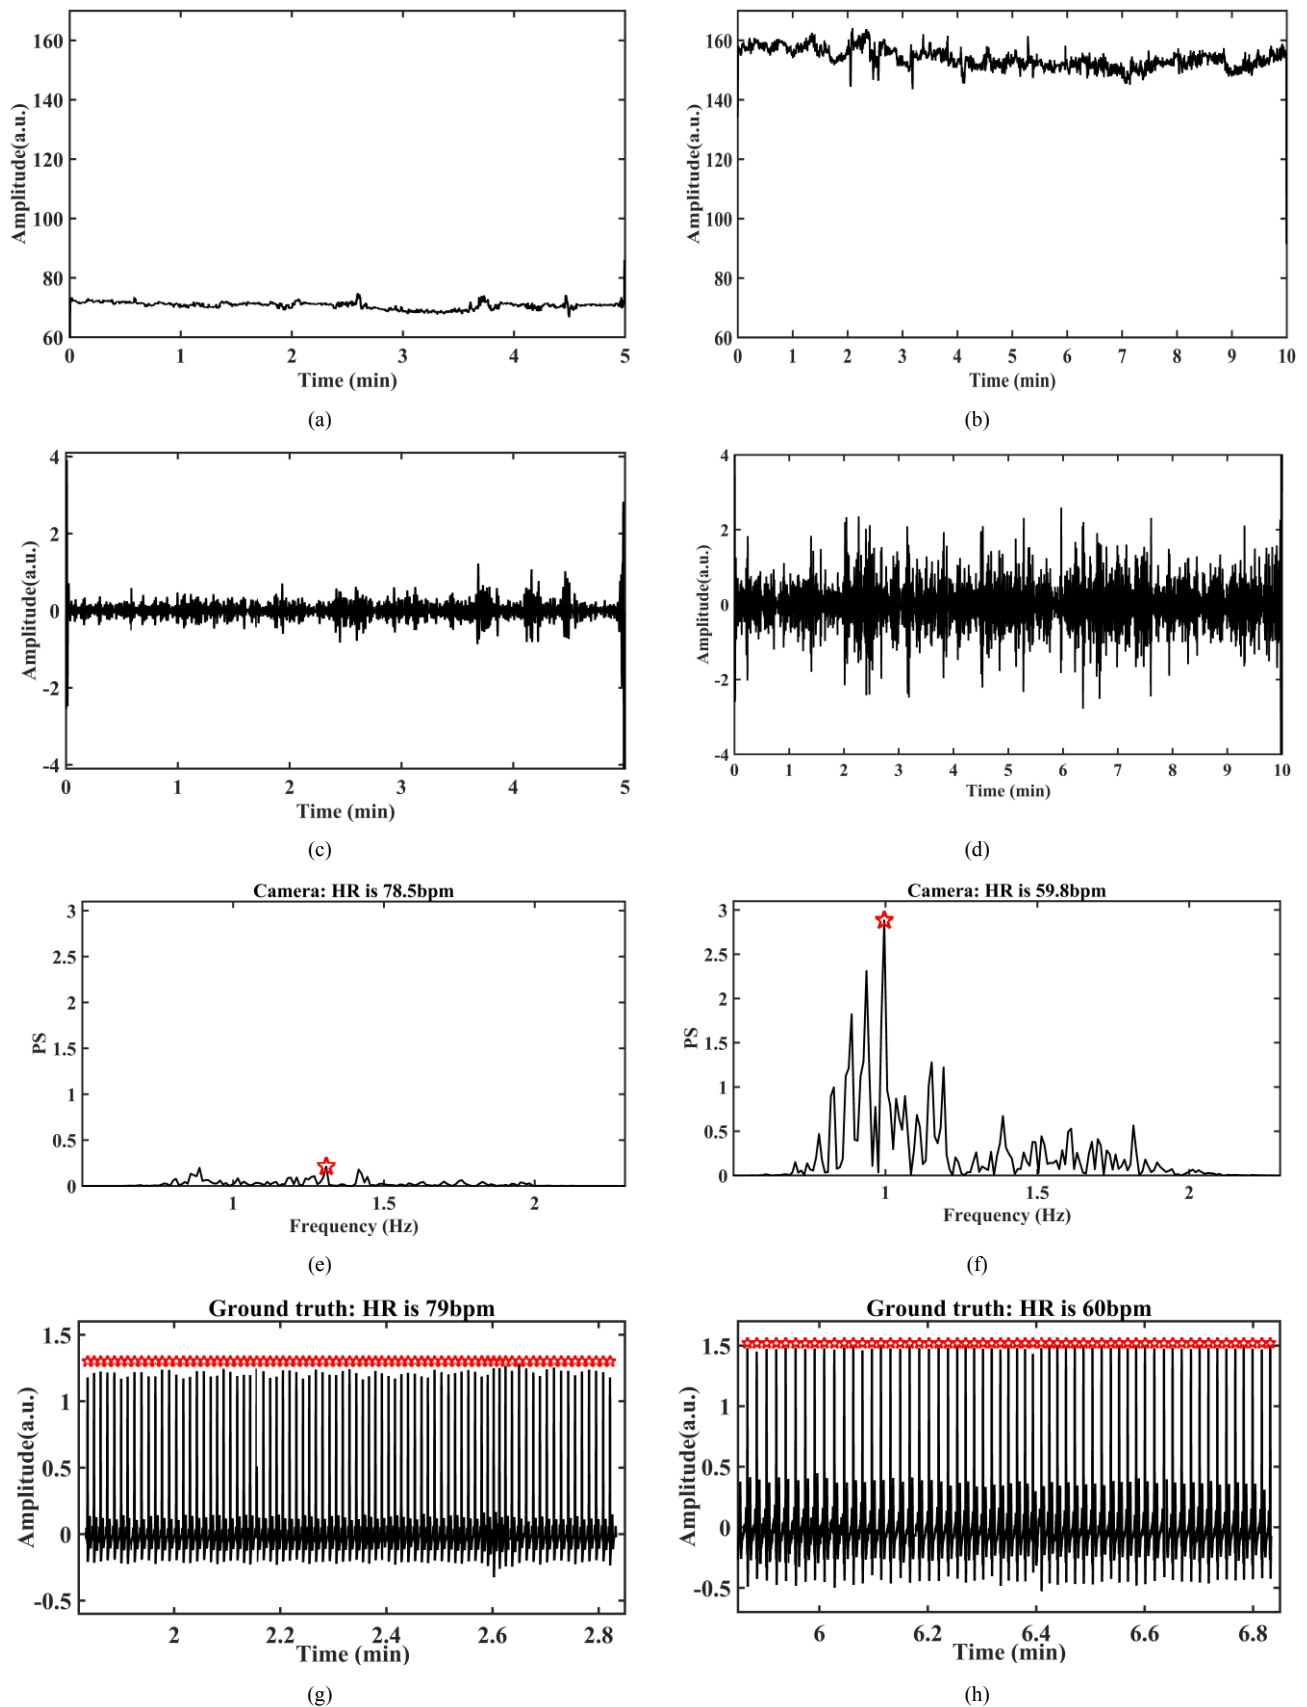 160
140
120
100
80
60
Amplitude(a.u.)
0 1 2 3 4 5
Time (min)
(a)
160
140
120
100
80
60
Amplitude(a.u.)
0 1 2 3 4 5 6 7 8 9 10
Time (min)
(b)
4
2
0
-2
-4
Amplitude(a.u.)
0 1 2 3 4 5
Time (min)
(c)
4
2
0
-2
-4
Amplitude(a.u.)
0 1 2 3 4 5 6 7 8 9 10
Time (min)
(d)
Camera: HR is 78.5bpm
3
2.5
2
1.5
1
0.5
0
PS
1 1.5 2
Frequency (Hz)
(e)
Camera: HR is 59.8bpm
3
2.5
2
1.5
1
0.5
0
PS
1 1.5 2
Frequency (Hz)
(f)
Ground truth: HR is 79bpm
1.5
1
0.5
0
-0.5
Amplitude(a.u.)
2 2.2 2.4 2.6 2.8
Time (min)
(g)
Ground truth: HR is 60bpm
1.5
1
0.5
0
-0.5
Amplitude(a.u.)
6 6.2 6.4 6.6 6.8
Time (min)
(h)